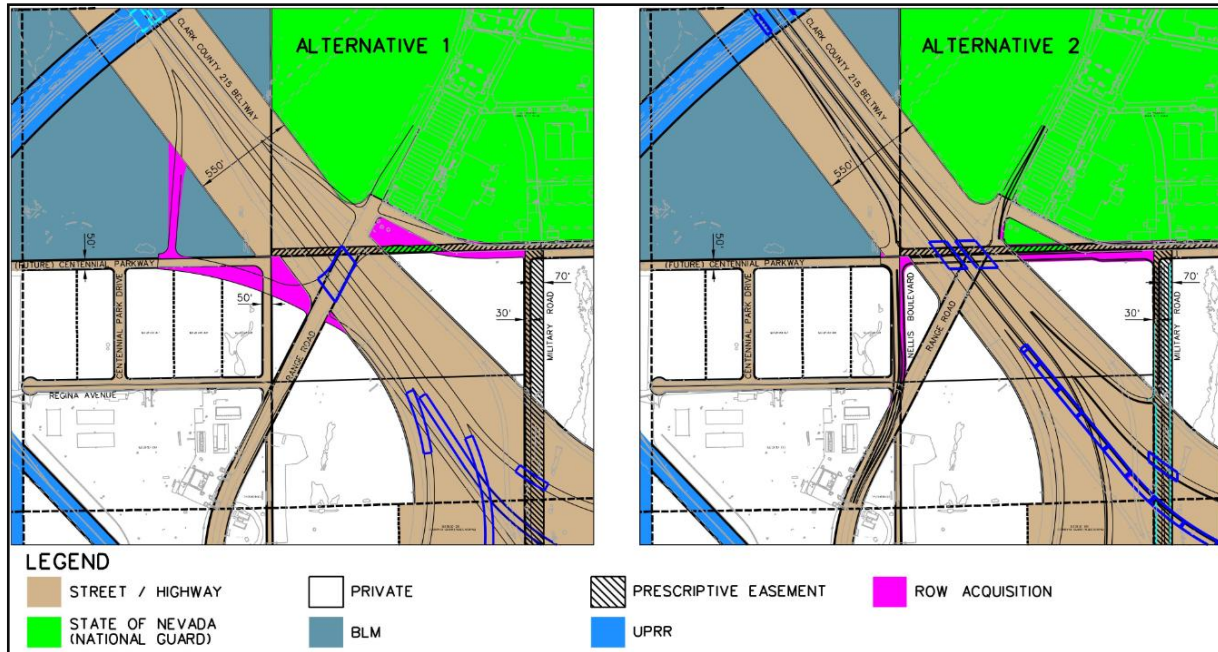 ALTERNATIVE 1
CLARK COUNTY 215 BELTWAY
550'
50'
(FUTURE) CENTENNIAL PARKWAY
CENTENNIAL PARK DRIVE
50'
RANGE ROAD
REGINA AVENUE
70'
30'
MILITARY ROAD
ALTERNATIVE 2
CLARK COUNTY 215 BELTWAY
550'
50'
(FUTURE) CENTENNIAL PARKWAY
CENTENNIAL PARK DRIVE
NELLIS BOULEVARD
RANGE ROAD
REGINA AVENUE
70'
30'
MILITARY ROAD
LEGEND
STREET / HIGHWAY
PRIVATE
PRESCRIPTIVE EASEMENT
ROW ACQUISITION
STATE OF NEVADA
(NATIONAL GUARD)
BLM
UPRR